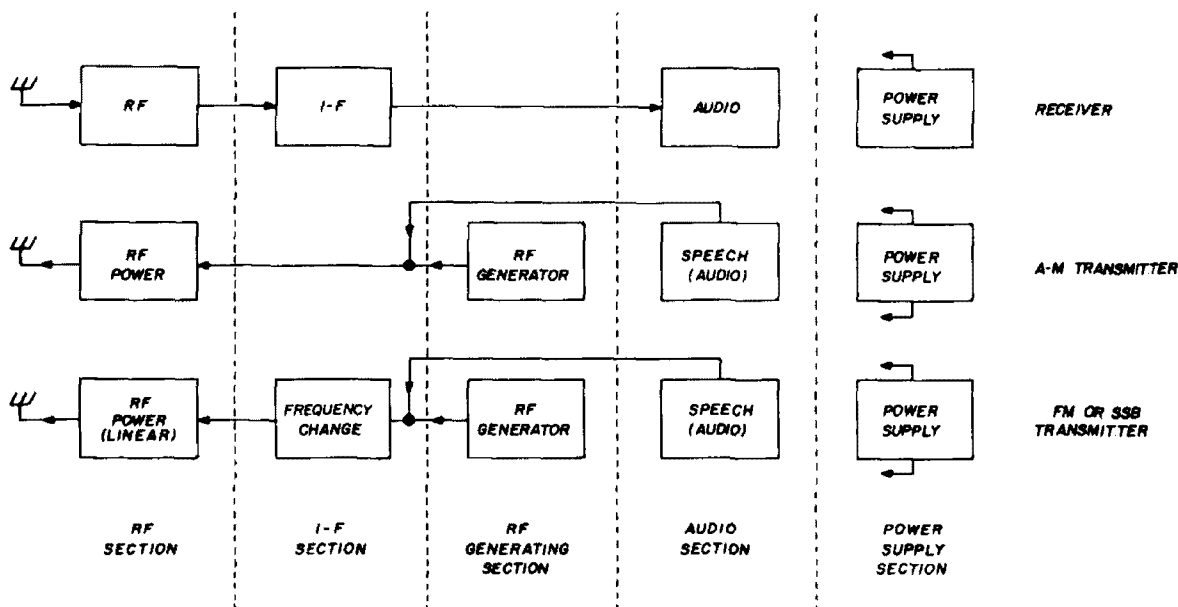 RF
I-F
AUDIO
POWER
SUPPLY
RECEIVER
RF
POWER
RF
GENERATOR
SPEECH
(AUDIO)
POWER
SUPPLY
A-M TRANSMITTER
RF
POWER
(LINEAR)
FREQUENCY
CHANGE
RF
GENERATOR
SPEECH
(AUDIO)
POWER
SUPPLY
FM OR SSB
TRANSMITTER
RF
SECTION
I-F
SECTION
RF
GENERATING
SECTION
AUDIO
SECTION
POWER
SUPPLY
SECTION